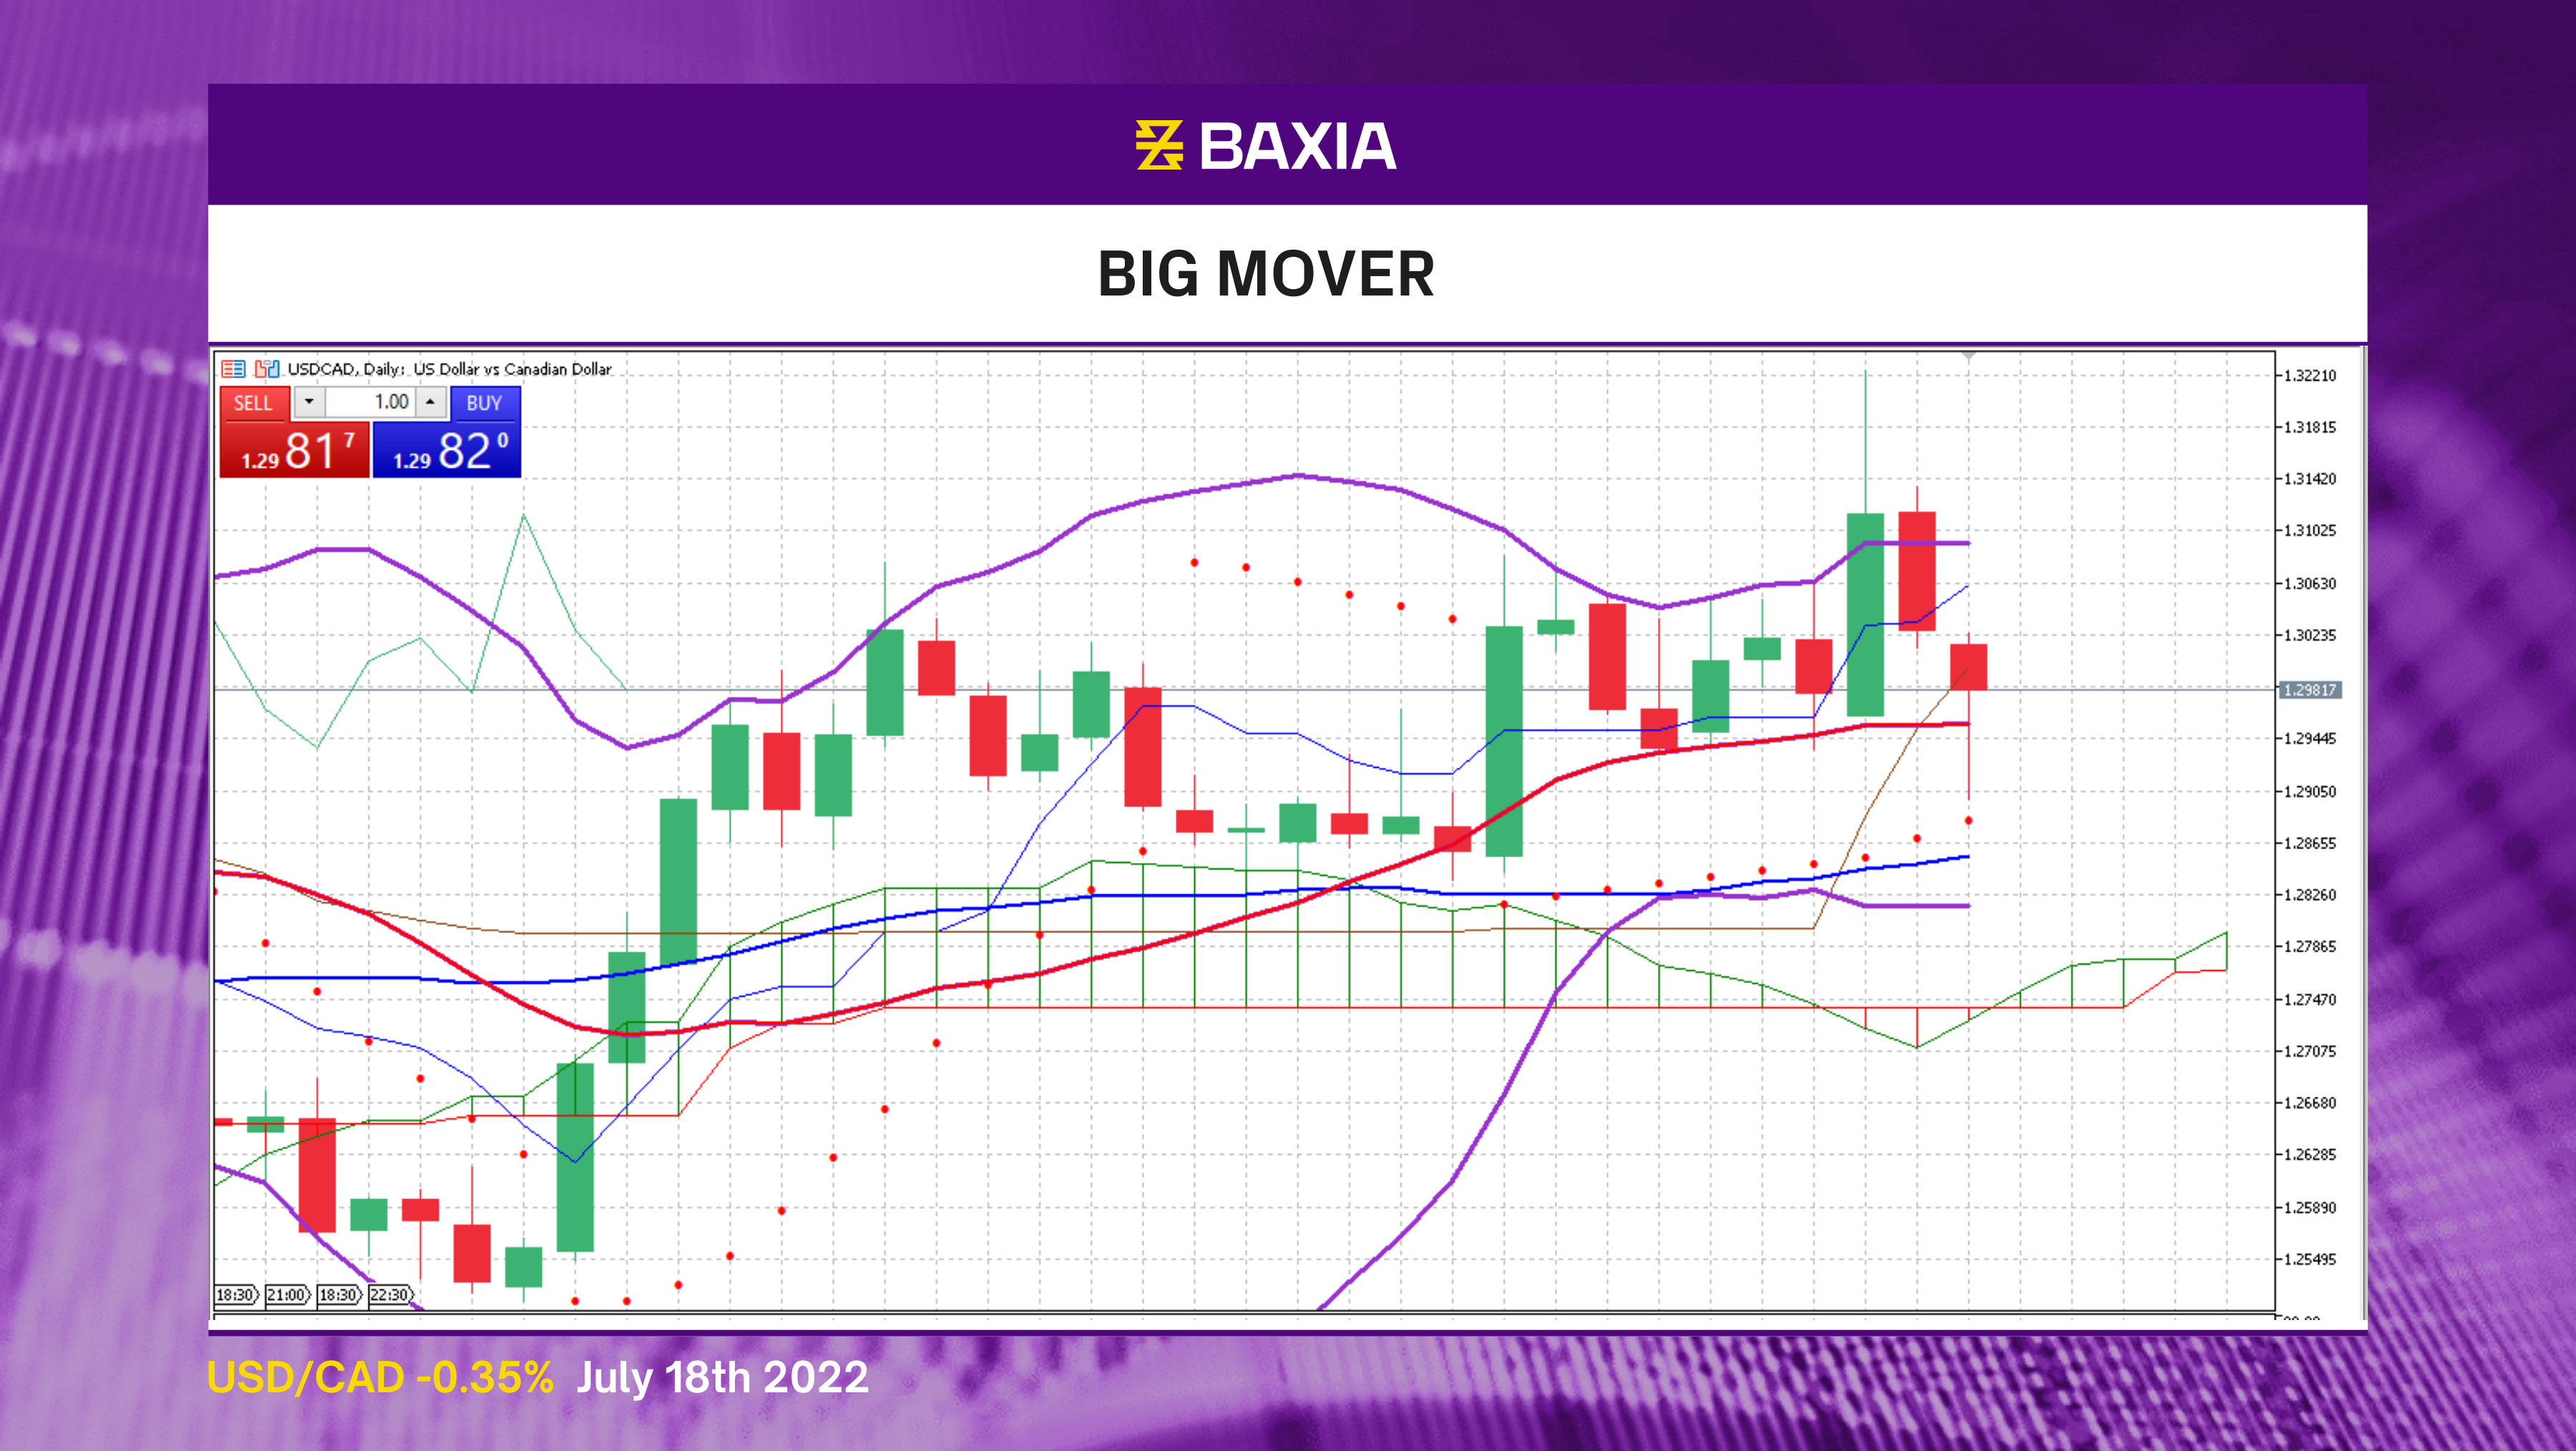 BAXIA
BIG MOVER
USDCAD, Daily: US Dollar vs Canadian Dollar
SELL 1.00 BUY
1.29 81 7 1.29 82 0
1.32210
1.31815
1.31420
1.31025
1.30630
1.30235
1.29817
1.29445
1.29050
1.28655
1.28260
1.27865
1.27470
1.27075
1.26680
1.26285
1.25890
1.25495
18:30 21:00 18:30 22:30
USD/CAD -0.35% July 18th 2022